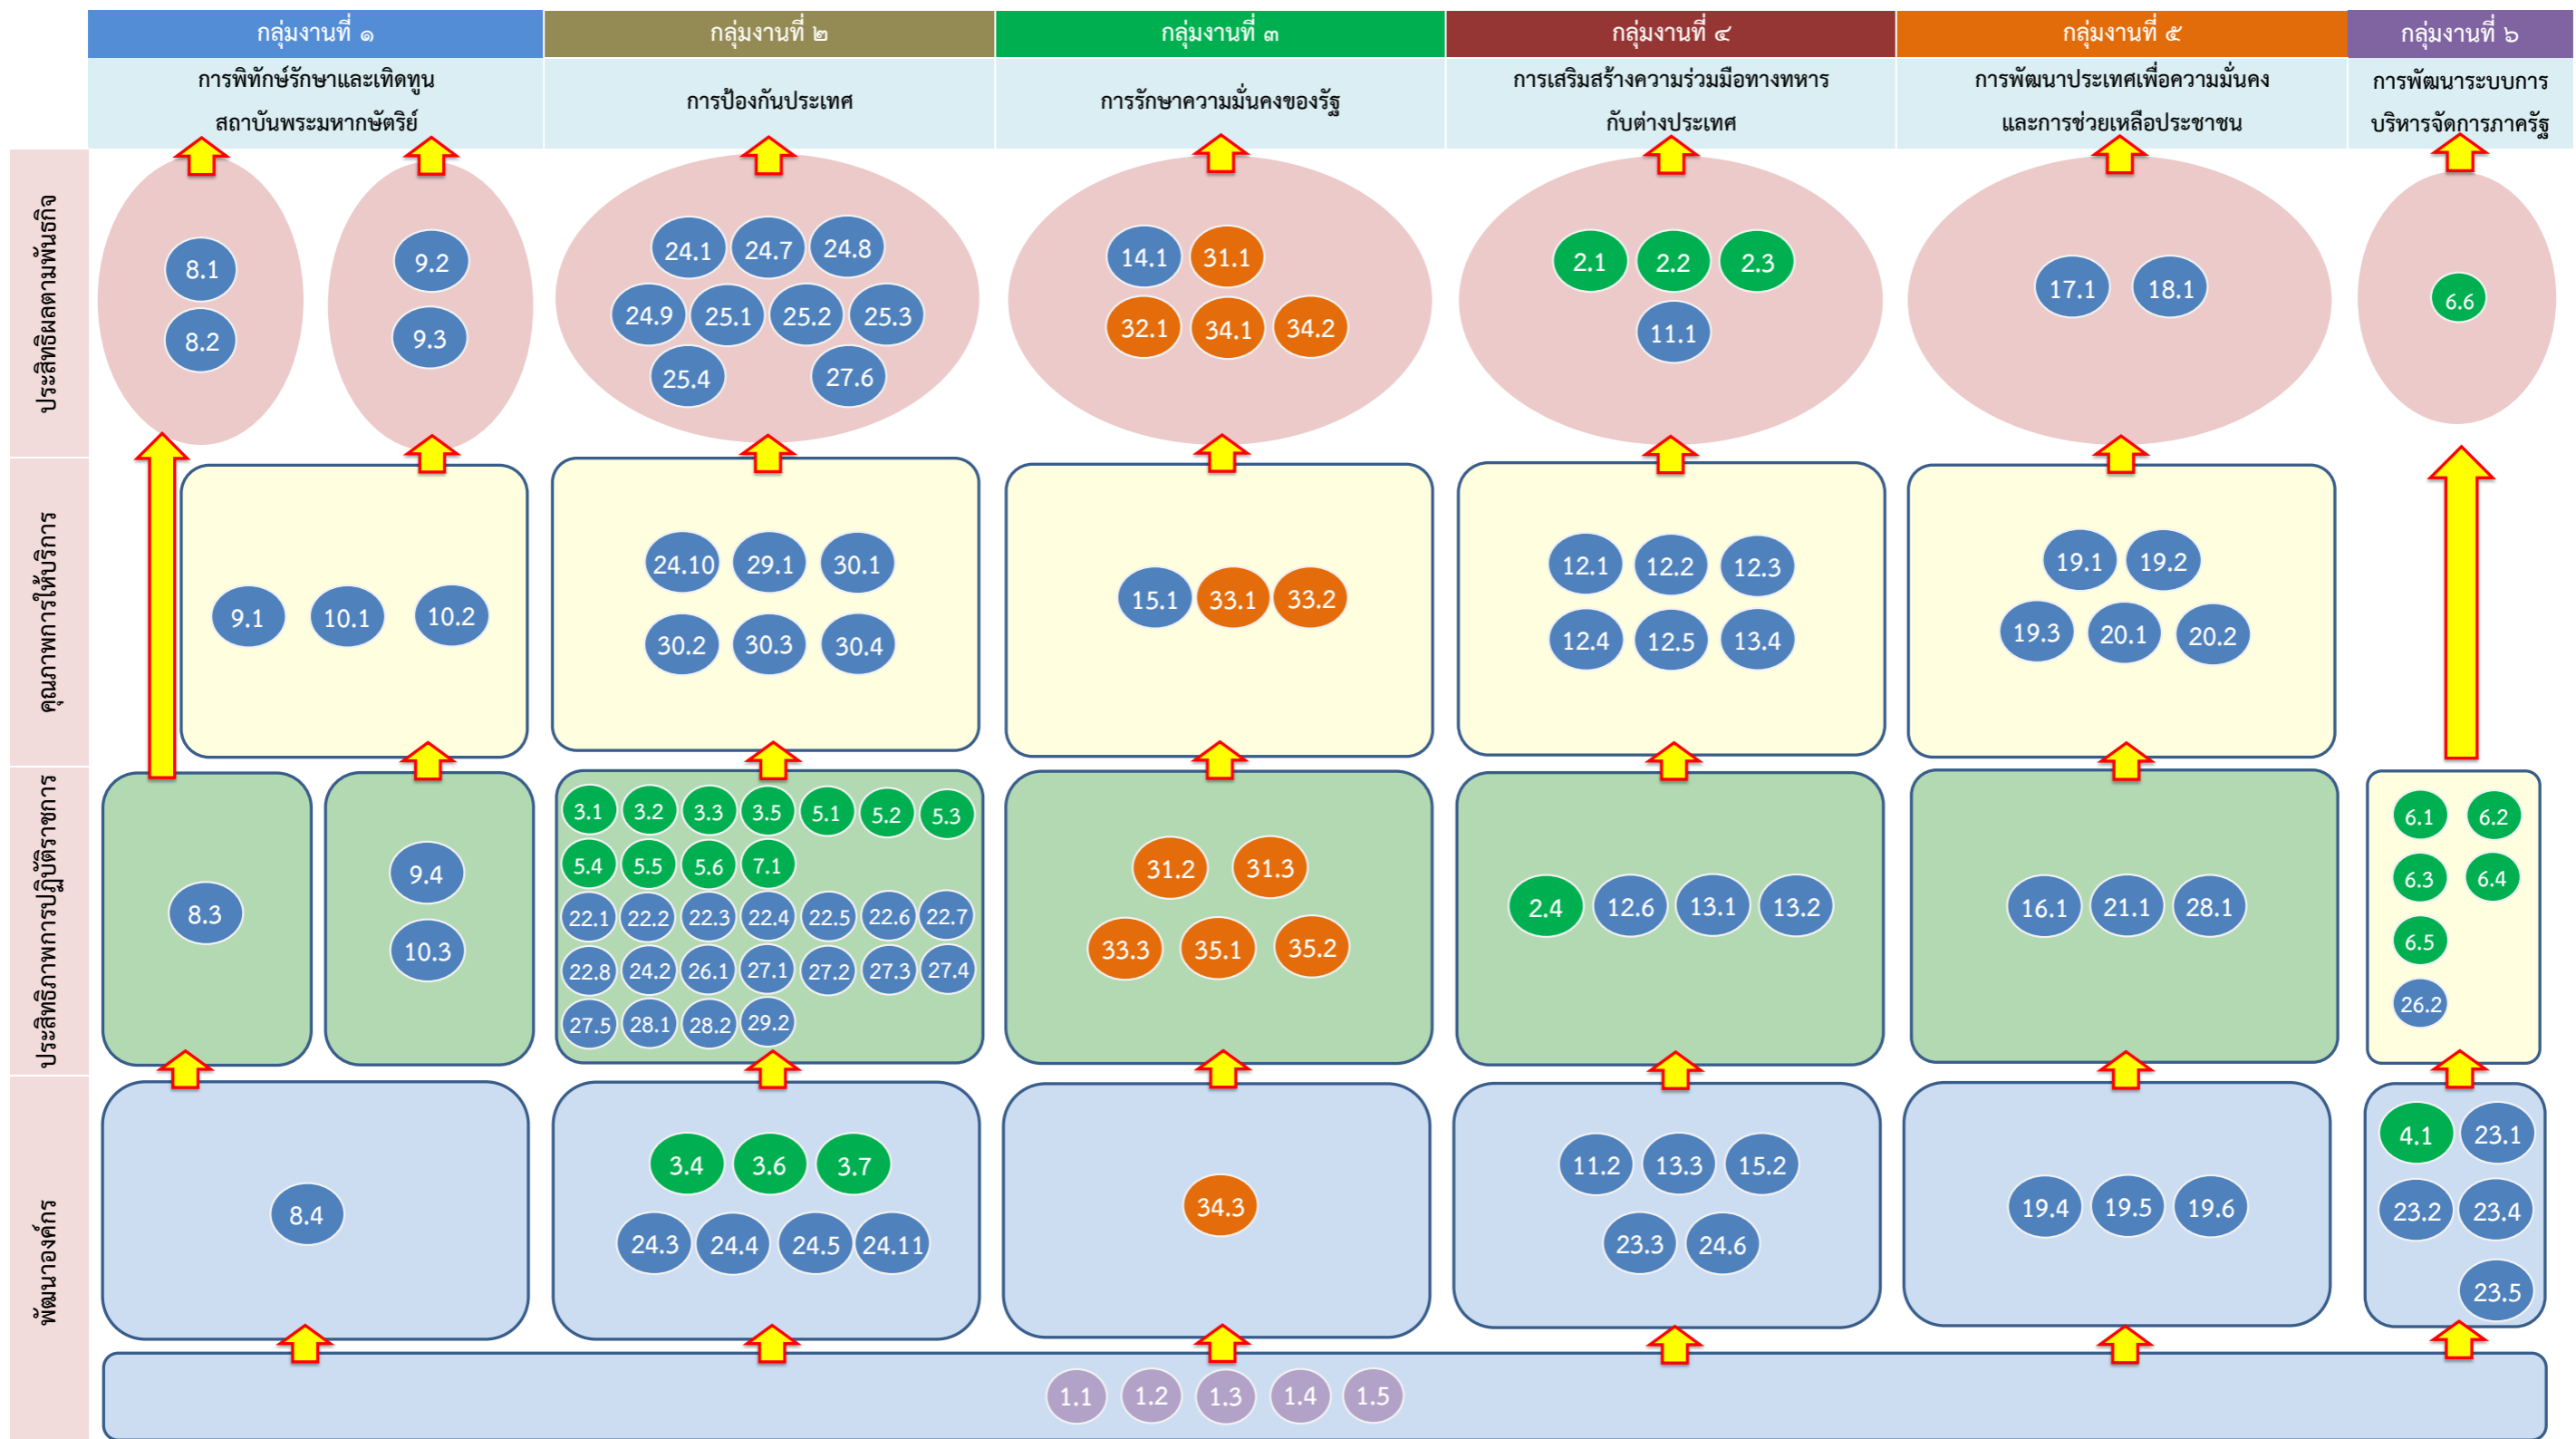 กลุ่มงานที่ ๑
กลุ่มงานที่ ๒
กลุ่มงานที่ ๓
กลุ่มงานที่ ๔
กลุ่มงานที่ ๕
กลุ่มงานที่ ๖
การพิทักษ์รักษาและเทิดทูน
สถาบันพระมหากษัตริย์
การป้องกันประเทศ
การรักษาความมั่นคงของรัฐ
การเสริมสร้างความร่วมมือทางทหาร
กับต่างประเทศ
การพัฒนาประเทศเพื่อความมั่นคง
และการช่วยเหลือประชาชน
การพัฒนาระบบการ
บริหารจัดการภาครัฐ
ประสิทธิผลตามพันธกิจ
8.1
8.2
9.2
9.3
24.1 24.7 24.8
24.9 25.1 25.2 25.3
25.4 27.6
14.1 31.1
32.1 34.1 34.2
2.1 2.2 2.3
11.1
17.1 18.1
6.6
คุณภาพการให้บริการ
9.1 10.1 10.2
24.10 29.1 30.1
30.2 30.3 30.4
15.1 33.1 33.2
12.1 12.2 12.3
12.4 12.5 13.4
19.1 19.2
19.3 20.1 20.2
ประสิทธิภาพการปฏิบัติราชการ
8.3
9.4
10.3
3.1 3.2 3.3 3.5 5.1 5.2 5.3
5.4 5.5 5.6 7.1
22.1 22.2 22.3 22.4 22.5 22.6 22.7
22.8 24.2 26.1 27.1 27.2 27.3 27.4
27.5 28.1 28.2 29.2
31.2 31.3
33.3 35.1 35.2
2.4 12.6 13.1 13.2
16.1 21.1 28.1
6.1 6.2
6.3 6.4
6.5
26.2
พัฒนาองค์กร
8.4
3.4 3.6 3.7
24.3 24.4 24.5 24.11
34.3
11.2 13.3 15.2
23.3 24.6
19.4 19.5 19.6
4.1 23.1
23.2 23.4
23.5
1.1 1.2 1.3 1.4 1.5